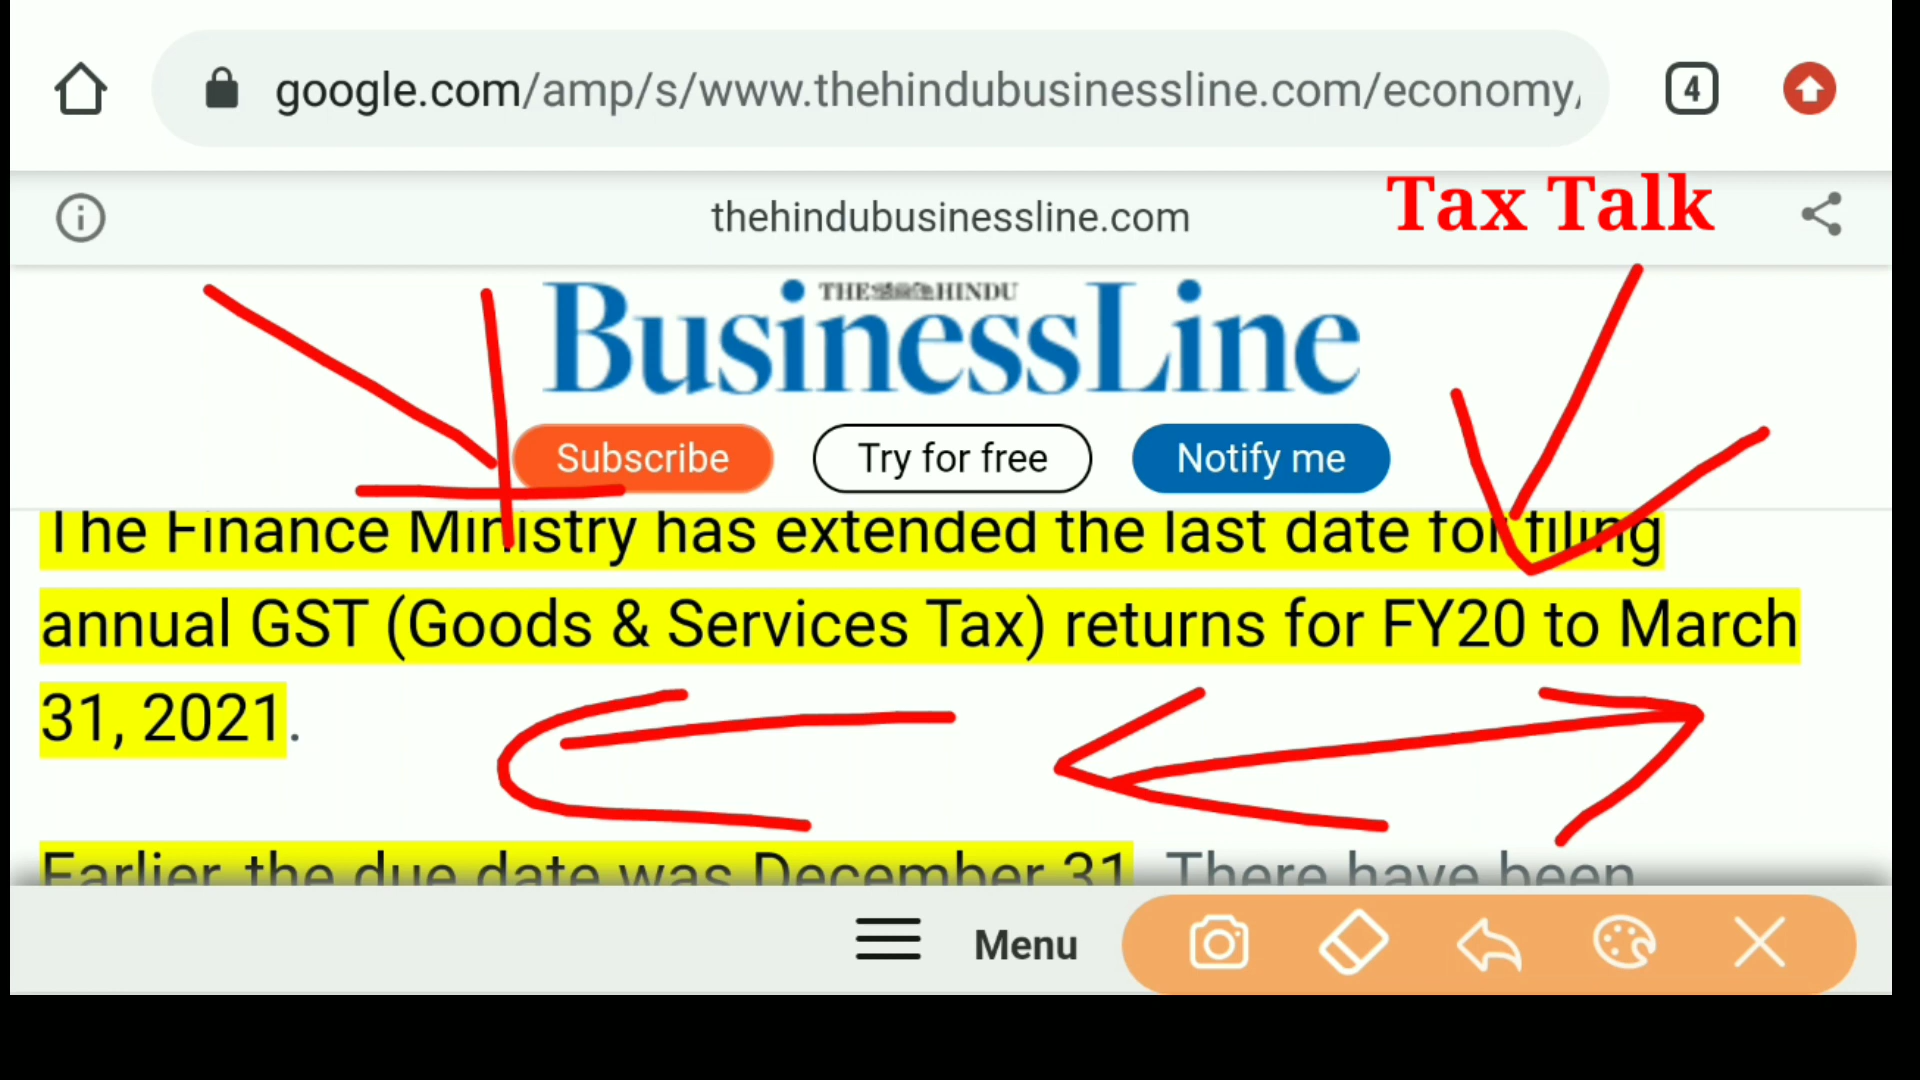 google.com/amp/s/www.thehindubusinessline.com/economy/
4
thehindubusinessline.com
Tax Talk
THE HINDU
BusinessLine
Subscribe
Try for free
Notify me
The Finance Ministry has extended the last date for filing
annual GST (Goods & Services Tax) returns for FY20 to March
31, 2021.
Earlier, the due date was December 31. There have been
Menu